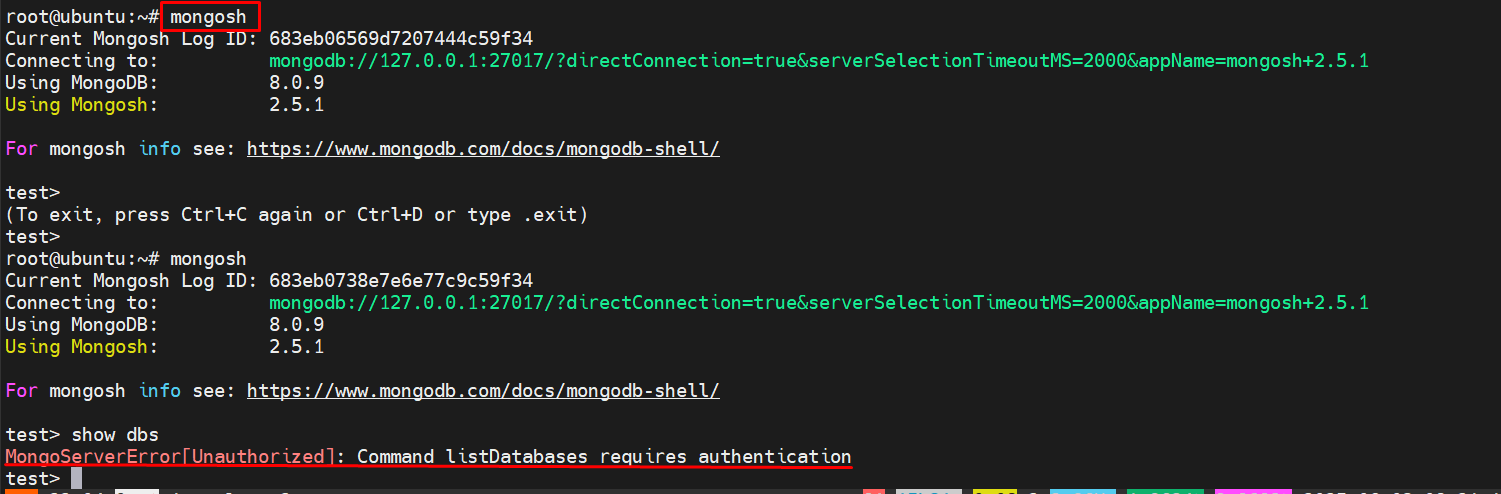 root@ubuntu:~# mongosh
Current Mongosh Log ID: 683eb06569d7207444c59f34
Connecting to: mongodb://127.0.0.1:27017/?directConnection=true&serverSelectionTimeoutMS=2000&appName=mongosh+2.5.1
Using MongoDB: 8.0.9
Using Mongosh: 2.5.1
For mongosh info see: https://www.mongodb.com/docs/mongodb-shell/
test>
(To exit, press Ctrl+C again or Ctrl+D or type .exit)
test>
root@ubuntu:~# mongosh
Current Mongosh Log ID: 683eb0738e7e6e77c9c59f34
Connecting to: mongodb://127.0.0.1:27017/?directConnection=true&serverSelectionTimeoutMS=2000&appName=mongosh+2.5.1
Using MongoDB: 8.0.9
Using Mongosh: 2.5.1
For mongosh info see: https://www.mongodb.com/docs/mongodb-shell/
test> show dbs
MongoServerError[Unauthorized]: Command listDatabases requires authentication
test>